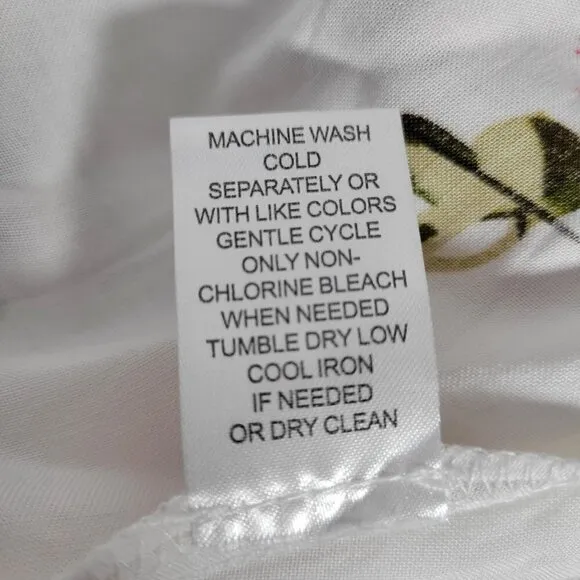 MACHINE WASH
COLD
SEPARATELY OR
WITH LIKE COLORS
GENTLE CYCLE
ONLY NON-
CHLORINE BLEACH
WHEN NEEDED
TUMBLE DRY LOW
COOL IRON
IF NEEDED
OR DRY CLEAN